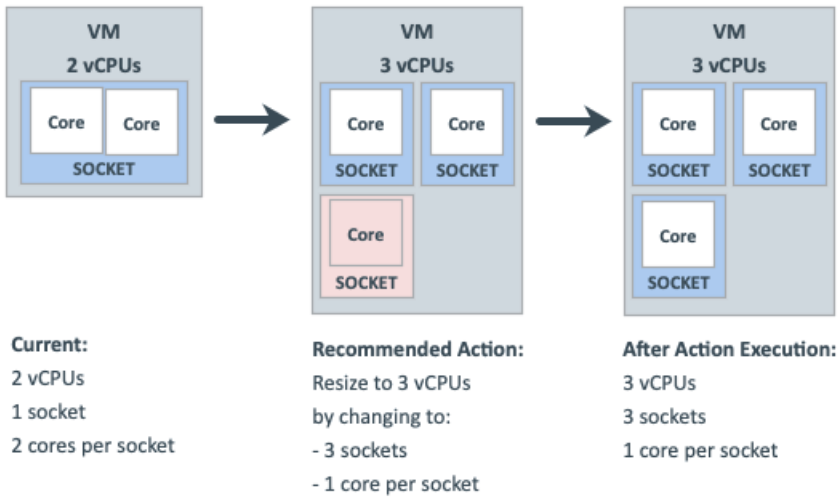 VM
2 vCPUs
Core
Core
SOCKET
VM
3 vCPUs
Core
Core
SOCKET
SOCKET
Core
SOCKET
VM
3 vCPUs
Core
Core
SOCKET
SOCKET
Core
SOCKET
Current:
2 vCPUs
1 socket
2 cores per socket
Recommended Action:
Resize to 3 vCPUs
by changing to:
- 3 sockets
- 1 core per socket
After Action Execution:
3 vCPUs
3 sockets
1 core per socket